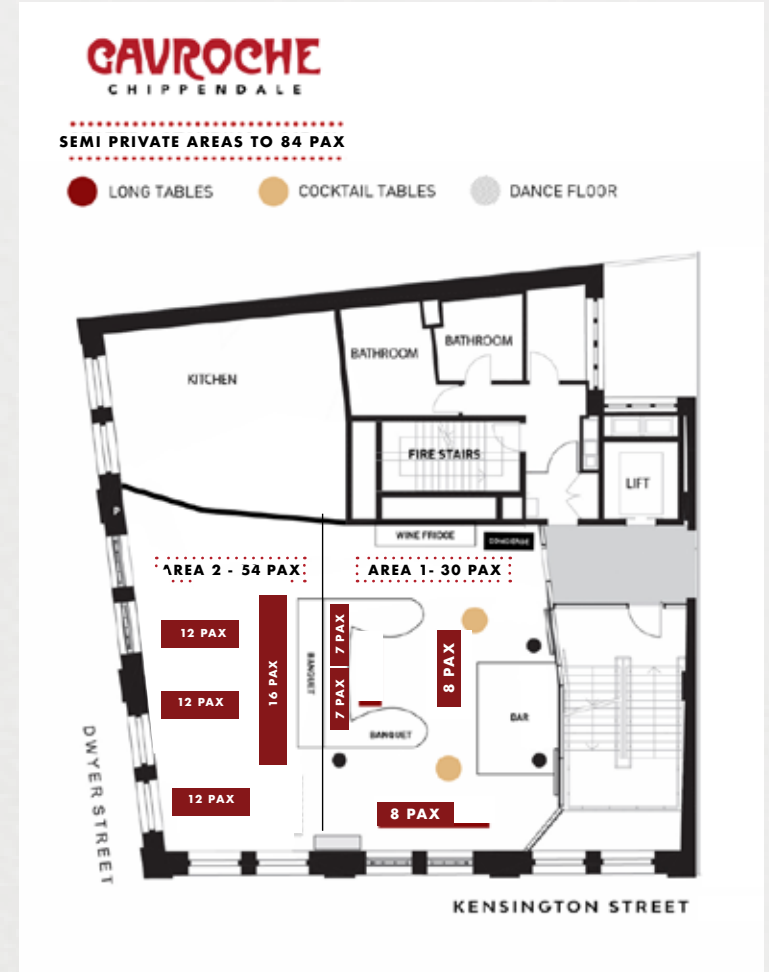 GAVROCHE
CHIPPENDALE
SEMI PRIVATE AREAS TO 84 PAX
LONG TABLES
COCKTAIL TABLES
DANCE FLOOR
BATHROOM
BATHROOM
KITCHEN
FIRE STAIRS
LIFT
P
WINE FRIDGE
CONCIERGE
AREA 2 - 54 PAX
AREA 1- 30 PAX
12 PAX
16 PAX
7 PAX
8 PAX
BANQUET
12 PAX
7 PAX
BAR
BANQUET
12 PAX
8 PAX
DWYER STREET
KENSINGTON STREET